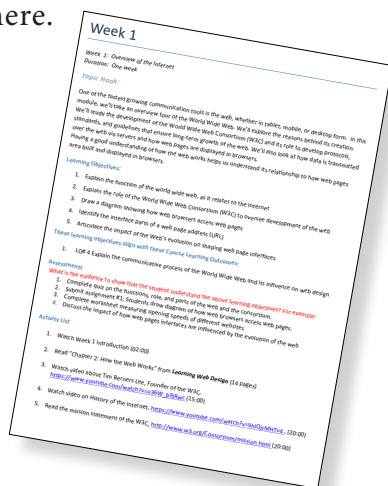 here.
Week 1
Week 1: Overview of the Internet
Duration: One week
Topic Hook:
One of the fastest growing communication tools is the web, whether in tablet, mobile, or desktop form. In this
module, we'll take an overview tour of the World Wide Web. We'll explore the reasons behind its creation.
We'll study the development of the World Wide Web Consortium (W3C) and its role to develop protocols,
standards, and guidelines that ensure long-term growth of the web. We'll also look at how data is transmitted
over the web via servers and how web pages are displayed in browsers.
Having a good understanding of how the web works helps us understand its relationship to how web pages
area built and displayed in browsers.
Learning Objectives:
1. Explain the function of the world wide web, as it relates to the Internet
2. Explain the role of the World Wide Web Consortium (W3C) to oversee development of the web
3. Draw a diagram showing how web browsers access web pages
4. Identify the interface parts of a web page address (URL)
5. Articulate the impact of the Web's evolution on shaping web page interfaces
These learning objectives align with these Course Learning Outcomes:
1. LO# 4 Explain the communicative process of the World Wide Web and its influence on web design
Assessments
What is the evidence to show that the student understand the above learning objectives? For example:
1. Complete quiz on the functions, role, and parts of the web and the consortium.
2. Submit assignment #1: Students draw diagram of how web browsers access web pages.
3. Complete worksheet measuring opening speeds of different websites
4. Discuss the impact of how web pages interfaces are influenced by the evolution of the web
Activity List
1. Watch Week 1 Introduction (02:00)
2. Read "Chapter 2: How the Web Works" from Learning Web Design (14 pages)
3. Watch video about Tim Berners Lee, Founder of the W3C,
(15:00)
4. Watch video on History of the Internet, (20:00)
5. Read the mission statement of the W3C, http://www.w3.org/Consortium/mission.html (20:00)